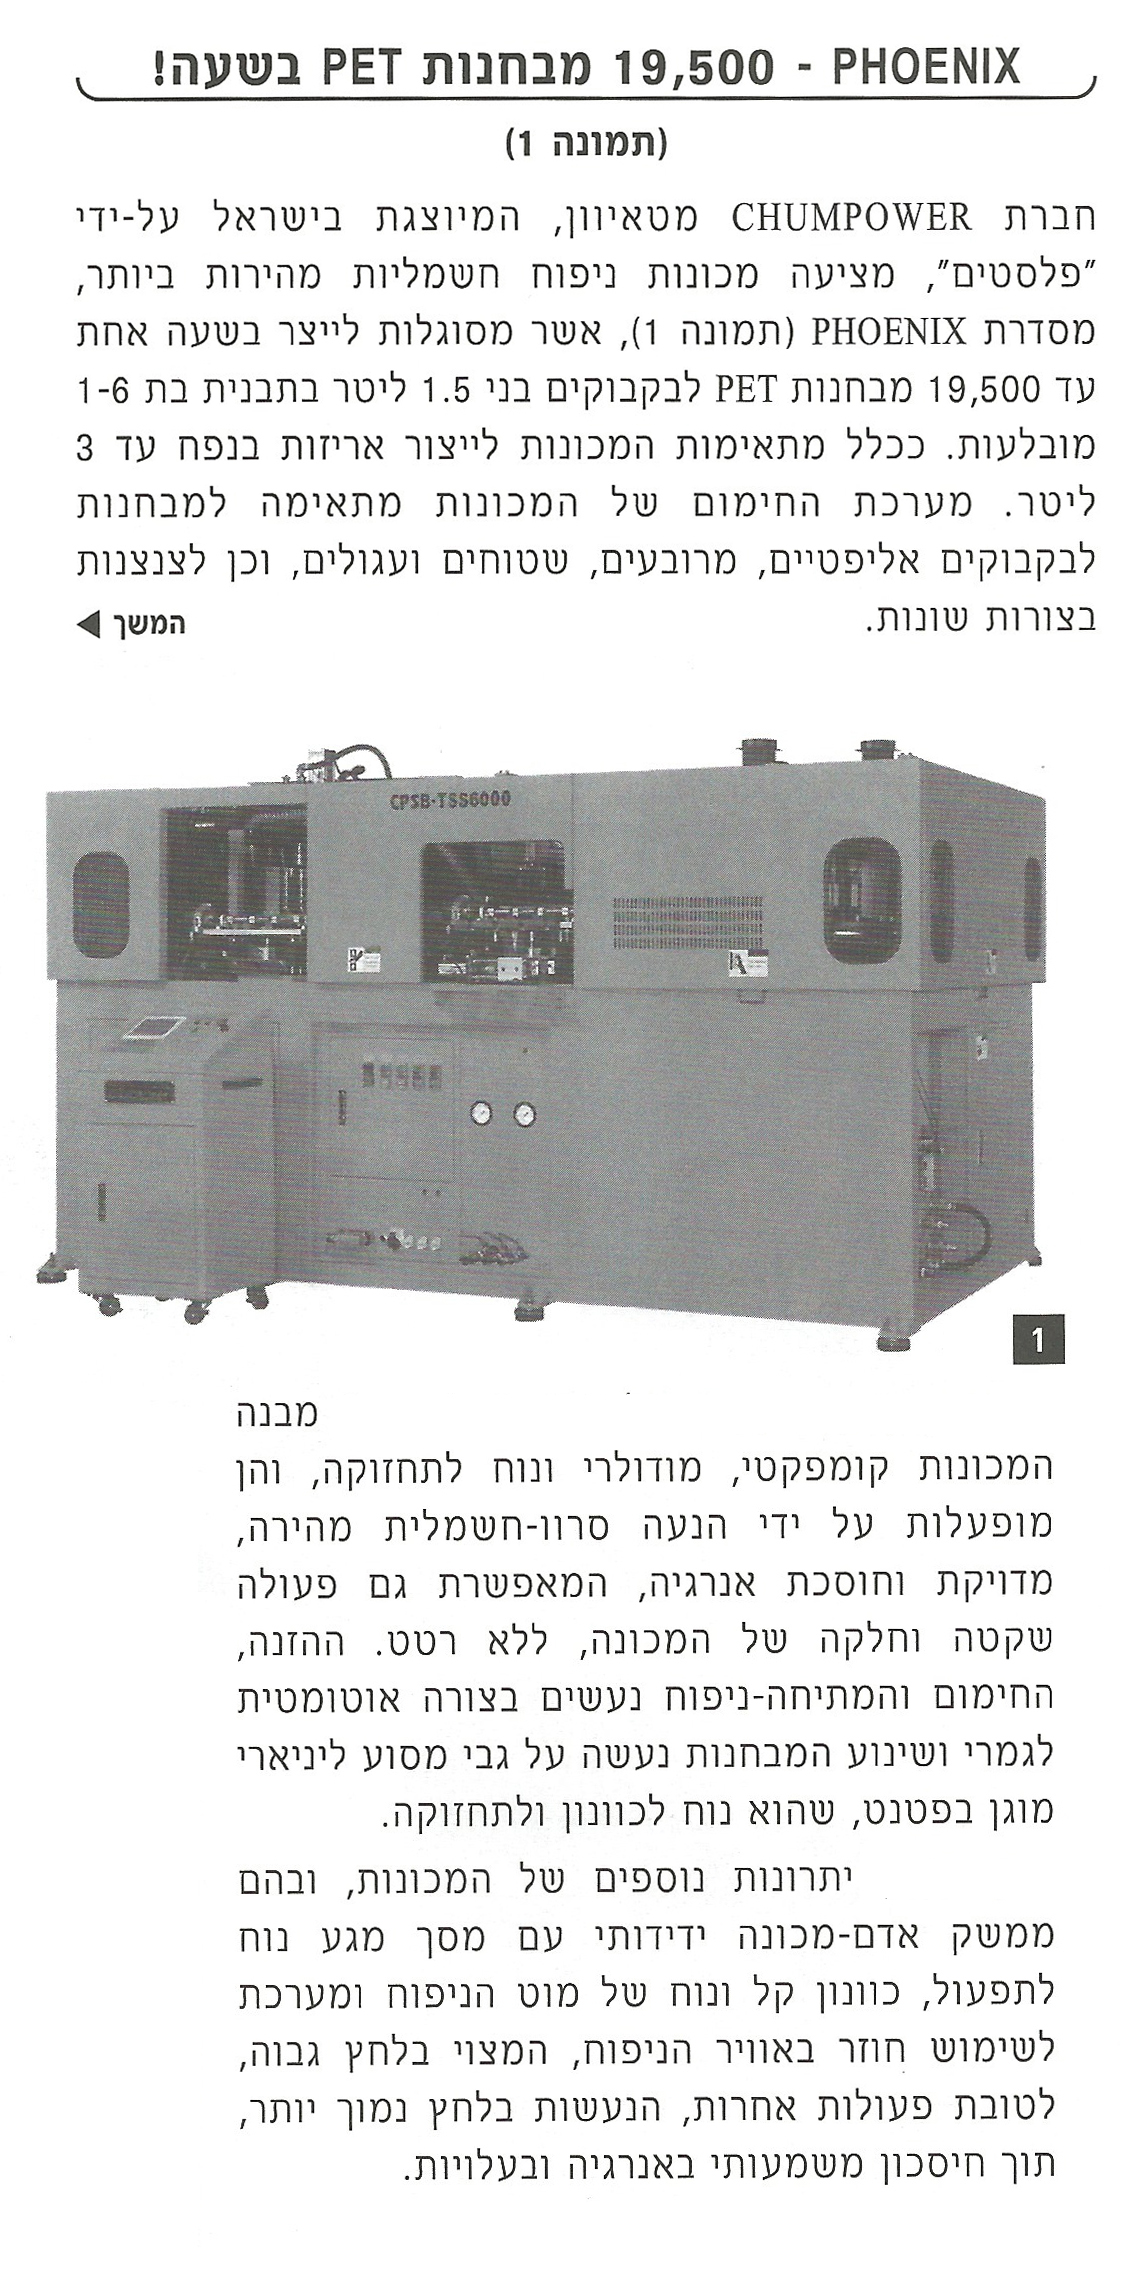 PHOENIX - 19,500 מבחנות PET בשעה!
(תמונה 1)
חברת CHUMPOWER מטאיוון, המיוצגת בישראל על-ידי
"פלסטים", מציעה מכונות ניפוח חשמליות מהירות ביותר,
מסדרת PHOENIX (תמונה 1), אשר מסוגלות לייצר בשעה אחת
עד 19,500 מבחנות PET לבקבוקים בני 1.5 ליטר בתבנית בת 1-6
מובלעות. ככלל מתאימות המכונות לייצור אריזות בנפח עד 3
ליטר. מערכת החימום של המכונות מתאימה למבחנות
לבקבוקים אליפטיים, מרובעים, שטוחים ועגולים, וכן לצנצנות
בצורות שונות.
המשך ◀
CPSB-TSS6000
1
מבנה
המכונות קומפקטי, מודולרי ונוח לתחזוקה, והן
מופעלות על ידי הנעה סרוו-חשמלית מהירה,
מדויקת וחוסכת אנרגיה, המאפשרת גם פעולה
שקטה וחלקה של המכונה, ללא רטט. ההזנה,
החימום והמתיחה-ניפוח נעשים בצורה אוטומטית
לגמרי ושינוע המבחנות נעשה על גבי מסוע ליניארי
מוגן בפטנט, שהוא נוח לכוונון ולתחזוקה.
יתרונות נוספים של המכונות, ובהם
ממשק אדם-מכונה ידידותי עם מסך מגע נוח
לתפעול, כוונון קל ונוח של מוט הניפוח ומערכת
לשימוש חוזר באוויר הניפוח, המצוי בלחץ גבוה,
לטובת פעולות אחרות, הנעשות בלחץ נמוך יותר,
תוך חיסכון משמעותי באנרגיה ובעלויות.